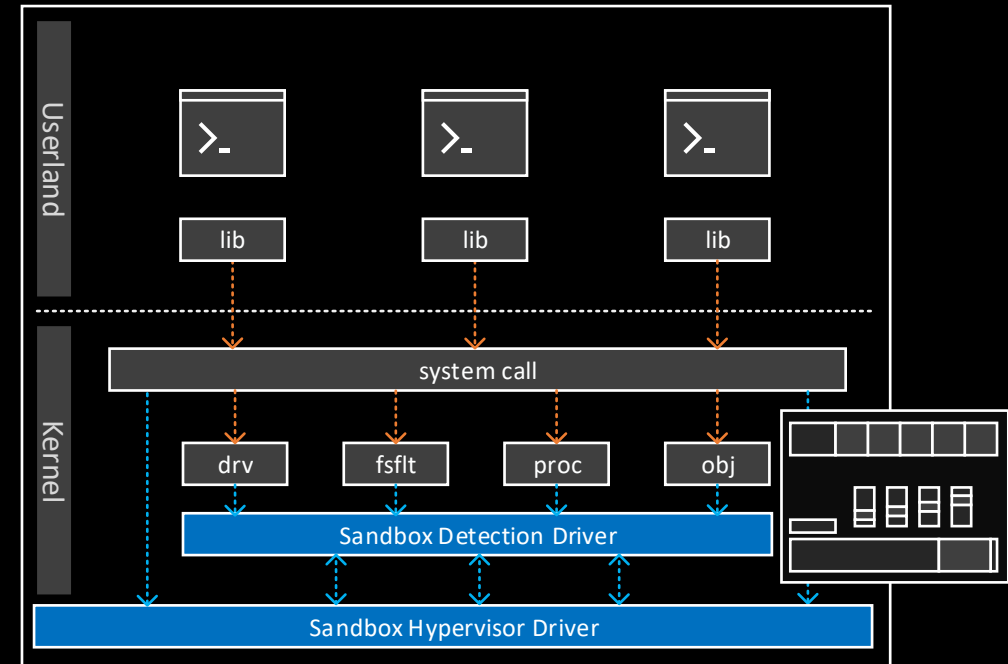 Userland
>_
>_
>_
lib
lib
lib
Kernel
system call
drv
fsflt
proc
obj
Sandbox Detection Driver
Sandbox Hypervisor Driver